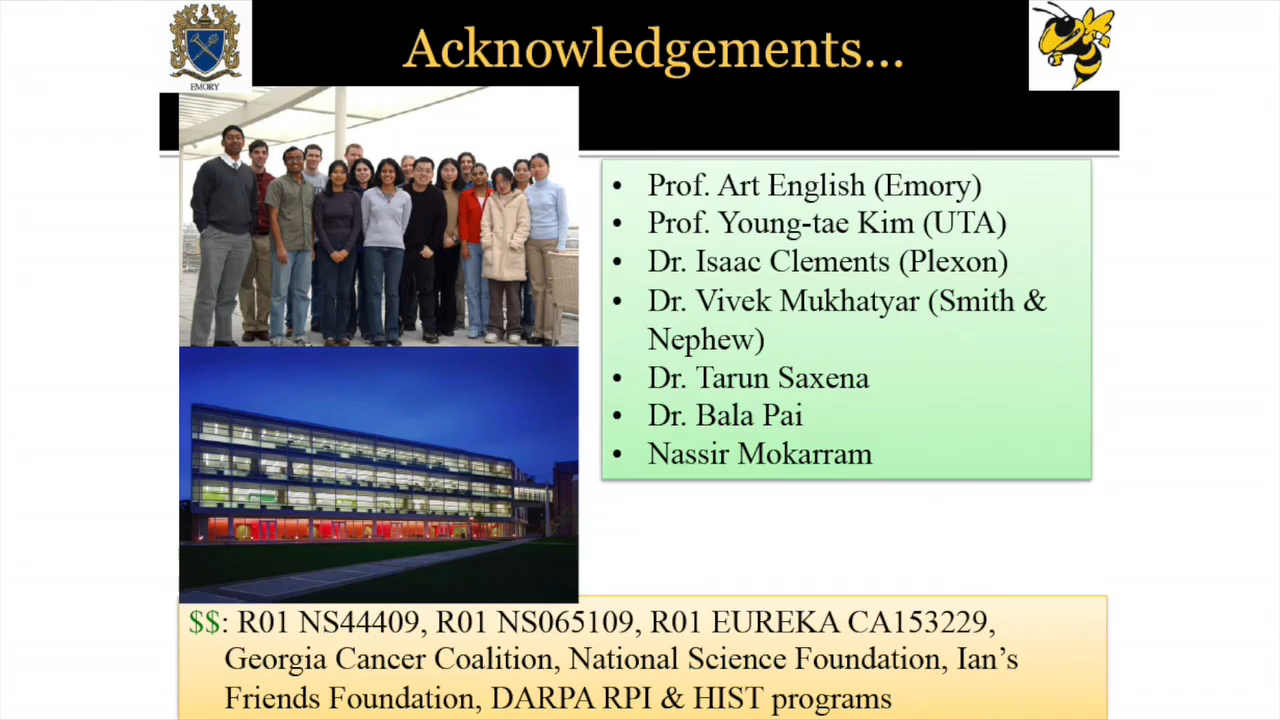 Acknowledgements...
EMORY
• Prof. Art English (Emory)
• Prof. Young-tae Kim (UTA)
• Dr. Isaac Clements (Plexon)
• Dr. Vivek Mukhatyar (Smith &
Nephew)
• Dr. Tarun Saxena
• Dr. Bala Pai
• Nassir Mokarram
$$: R01 NS44409, R01 NS065109, R01 EUREKA CA153229,
Georgia Cancer Coalition, National Science Foundation, Ian’s
Friends Foundation, DARPA RPI & HIST programs